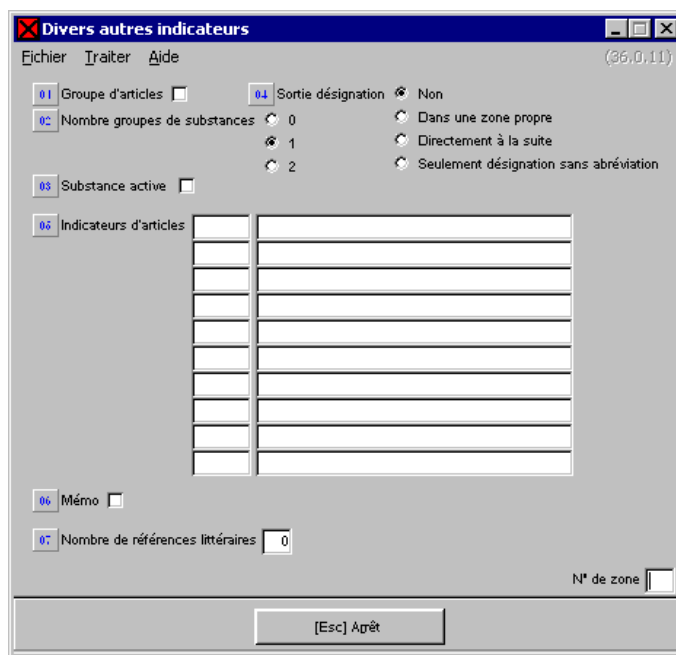 Divers autres indicateurs
Fichier Traiter Aide (36.0.11)
01 Groupe d'articles 04 Sortie désignation Non
02 Nombre groupes de substances 0 Dans une zone propre
1 Directement à la suite
2 Seulement désignation sans abréviation
03 Substance active
05 Indicateurs d'articles
06 Mémo
07 Nombre de références littéraires 0
N° de zone
[Esc] Arrêt